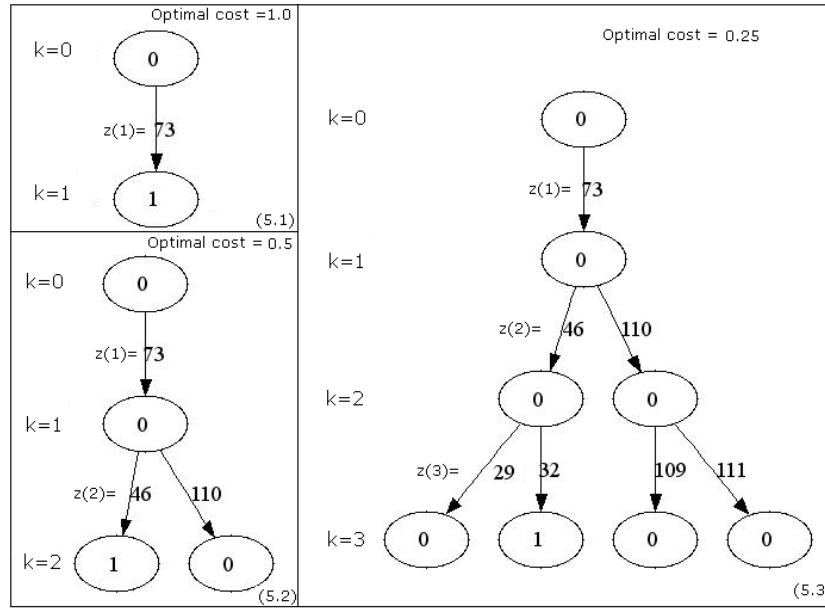 Optimal cost =1.0
k=0
0
z(1)= 73
k=1
1
(5.1)
Optimal cost = 0.5
k=0
0
z(1)= 73
k=1
0
z(2)= 46 110
k=2
1 0
(5.2)
Optimal cost = 0.25
k=0
0
z(1)= 73
k=1
0
z(2)= 46 110
k=2
0 0
z(3)= 29 32 109 111
k=3
0 1 0 0
(5.3